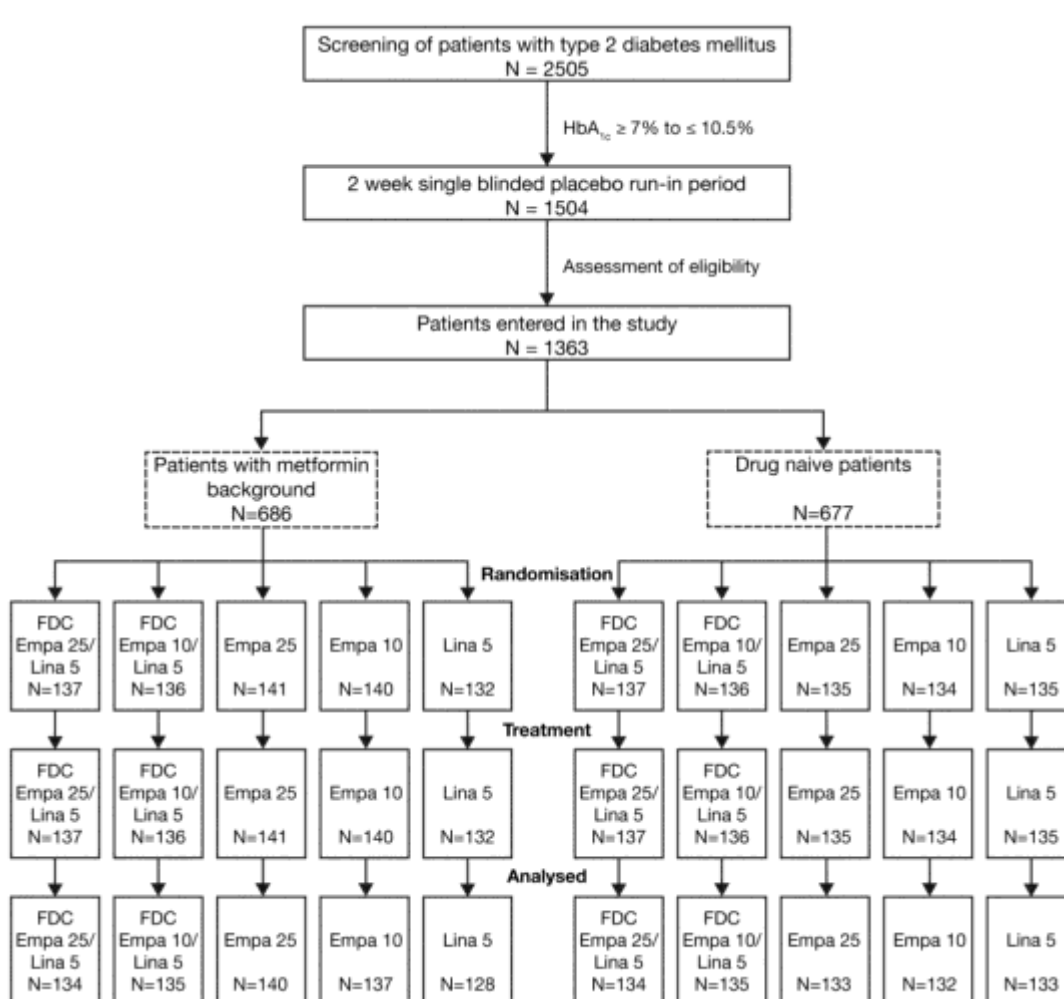 Screening of patients with type 2 diabetes mellitus
N = 2505
HbA1c ≥ 7% to ≤ 10.5%
2 week single blinded placebo run-in period
N = 1504
Assessment of eligibility
Patients entered in the study
N = 1363
Patients with metformin
background
N=686
Drug naive patients
N=677
Randomisation
FDC
Empa 25/
Lina 5
N=137
FDC
Empa 10/
Lina 5
N=136
Empa 25
N=141
Empa 10
N=140
Lina 5
N=132
FDC
Empa 25/
Lina 5
N=137
FDC
Empa 10/
Lina 5
N=136
Empa 25
N=135
Empa 10
N=134
Lina 5
N=135
Treatment
FDC
Empa 25/
Lina 5
N=137
FDC
Empa 10/
Lina 5
N=136
Empa 25
N=141
Empa 10
N=140
Lina 5
N=132
FDC
Empa 25/
Lina 5
N=137
FDC
Empa 10/
Lina 5
N=136
Empa 25
N=135
Empa 10
N=134
Lina 5
N=135
Analysed
FDC
Empa 25/
Lina 5
N=134
FDC
Empa 10/
Lina 5
N=135
Empa 25
N=140
Empa 10
N=137
Lina 5
N=128
FDC
Empa 25/
Lina 5
N=134
FDC
Empa 10/
Lina 5
N=135
Empa 25
N=133
Empa 10
N=132
Lina 5
N=133